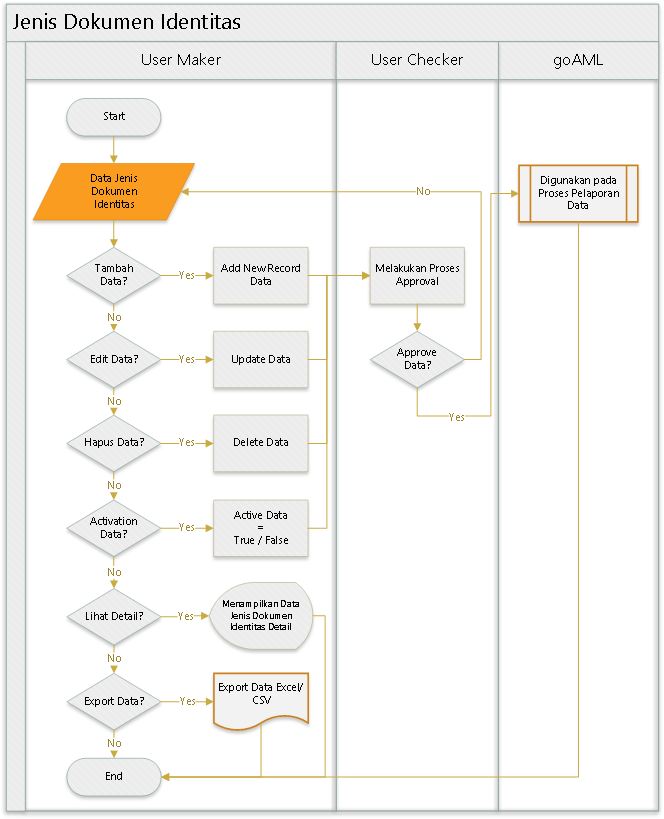 Jenis Dokumen Identitas
User Maker
User Checker
goAML
Start
Data Jenis
Dokumen
Identitas
No
Digunakan pada
Proses Pelaporan
Data
Tambah
Data?
Yes
Add New Record
Data
Melakukan Proses
Approval
No
Edit Data?
Yes
Update Data
Approve
Data?
No
Yes
Hapus Data?
Yes
Delete Data
No
Activation
Data?
Yes
Active Data
=
True / False
No
Lihat Detail?
Yes
Menampilkan Data
Jenis Dokumen
Identitas Detail
No
Export Data?
Yes
Export Data Excel/
CSV
No
End